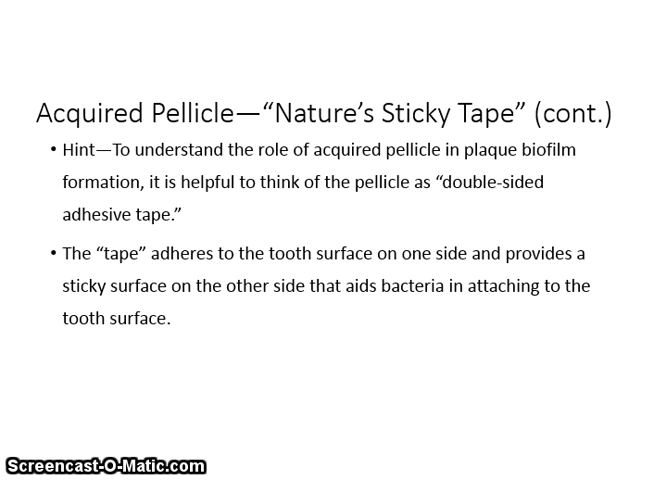 Acquired Pellicle—“Nature’s Sticky Tape” (cont.)
• Hint—To understand the role of acquired pellicle in plaque biofilm
formation, it is helpful to think of the pellicle as “double-sided
adhesive tape.”
• The “tape” adheres to the tooth surface on one side and provides a
sticky surface on the other side that aids bacteria in attaching to the
tooth surface.
Screencast-O-Matic.com